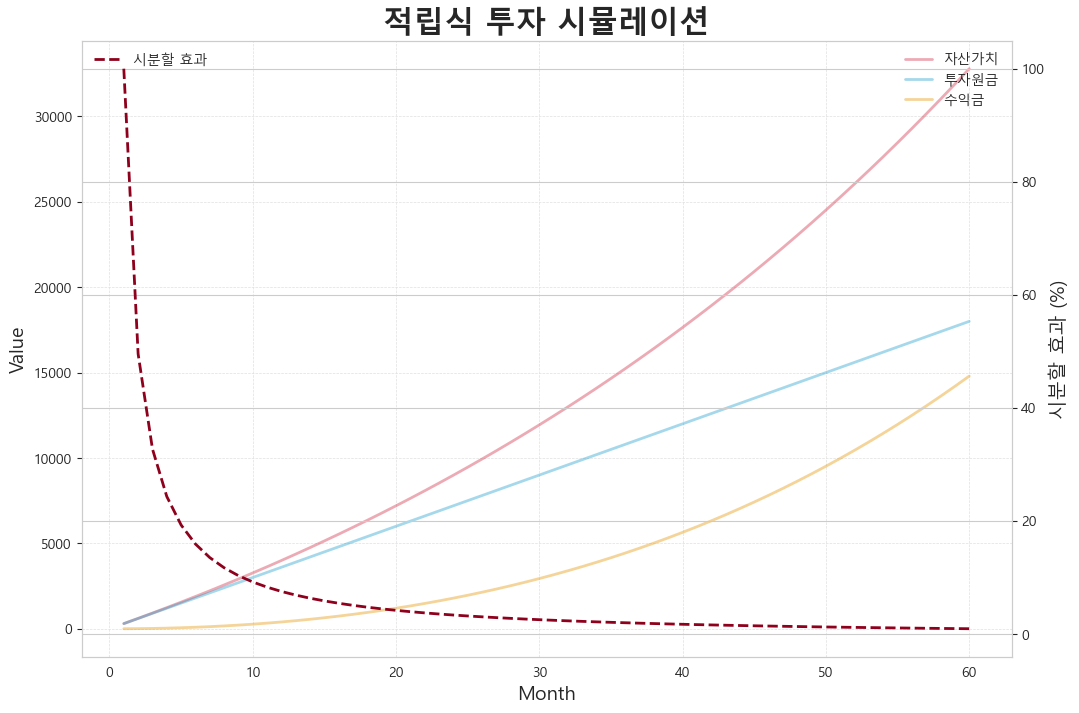 적립식 투자 시뮬레이션
시분할 효과
자산가치
투자원금
수익금
Value
30000
25000
20000
15000
10000
5000
0
100
80
60
40
20
0
시분할 효과 (%)
0 10 20 30 40 50 60
Month